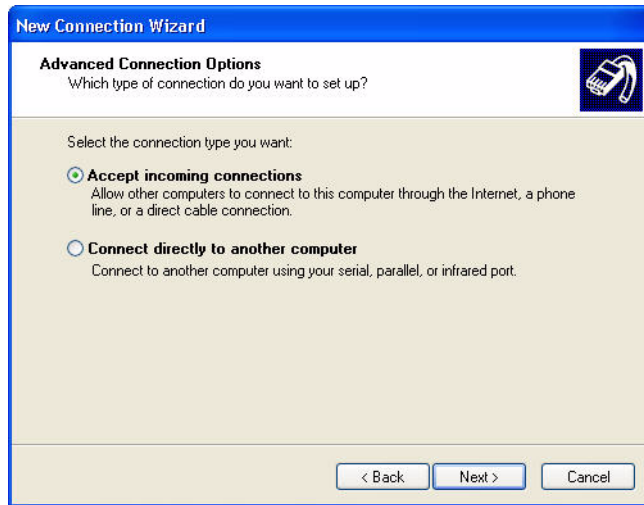 New Connection Wizard
Advanced Connection Options
Which type of connection do you want to set up?
Select the connection type you want:
Accept incoming connections
Allow other computers to connect to this computer through the Internet, a phone
line, or a direct cable connection.
Connect directly to another computer
Connect to another computer using your serial, parallel, or infrared port.
< Back
Next >
Cancel